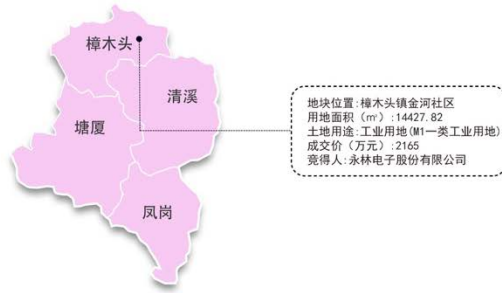 樟木头
清溪
塘厦
凤岗
地块位置:樟木头镇金河社区
用地面积（㎡）:14427.82
土地用途:工业用地(M1一类工业用地)
成交价（万元）:2165
竞得人:永林电子股份有限公司